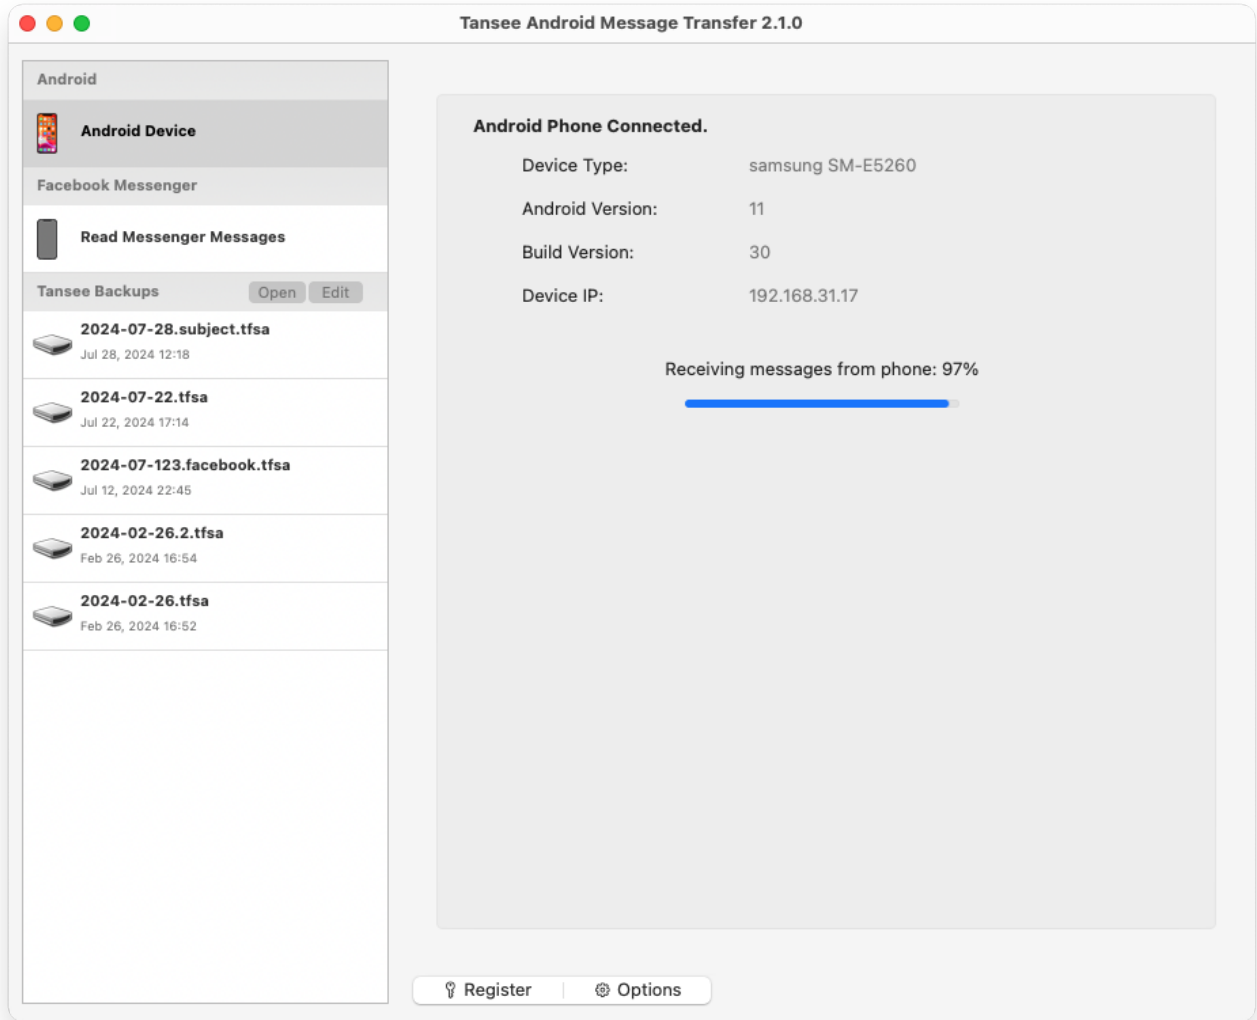 Tansee Android Message Transfer 2.1.0
Android
Android Device
Facebook Messenger
Read Messenger Messages
Tansee Backups Open Edit
2024-07-28.subject.tfsa
Jul 28, 2024 12:18
2024-07-22.tfsa
Jul 22, 2024 17:14
2024-07-123.facebook.tfsa
Jul 12, 2024 22:45
2024-02-26.2.tfsa
Feb 26, 2024 16:54
2024-02-26.tfsa
Feb 26, 2024 16:52
Android Phone Connected.
Device Type: samsung SM-E5260
Android Version: 11
Build Version: 30
Device IP: 192.168.31.17
Receiving messages from phone: 97%
Register Options